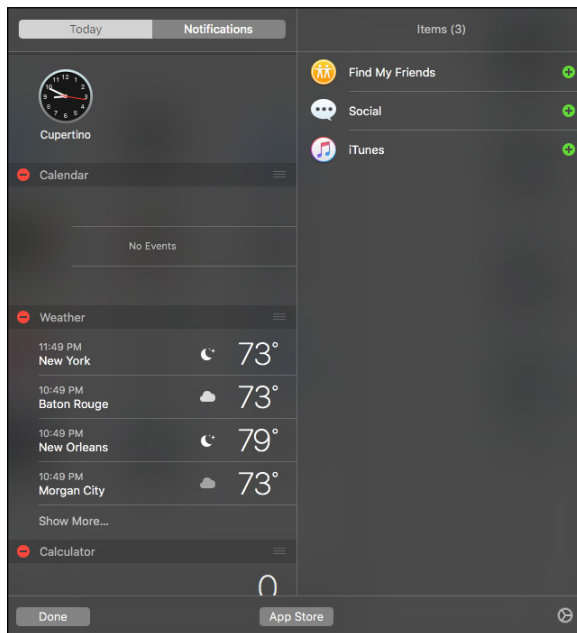 Today
Notifications
Items (3)
Find My Friends
Social
iTunes
Cupertino
Calendar
No Events
Weather
11:49 PM
New York
73°
10:49 PM
Baton Rouge
73°
10:49 PM
New Orleans
79°
10:49 PM
Morgan City
73°
Show More...
Calculator
0
Done
App Store